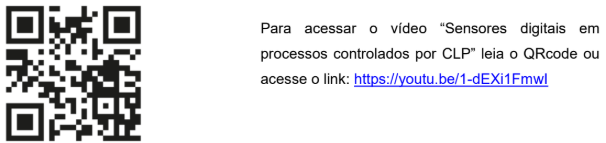 Para acessar o vídeo “Sensores digitais em
processos controlados por CLP” leia o QRcode ou
acesse o link: https://youtu.be/1-dEXi1FmwI